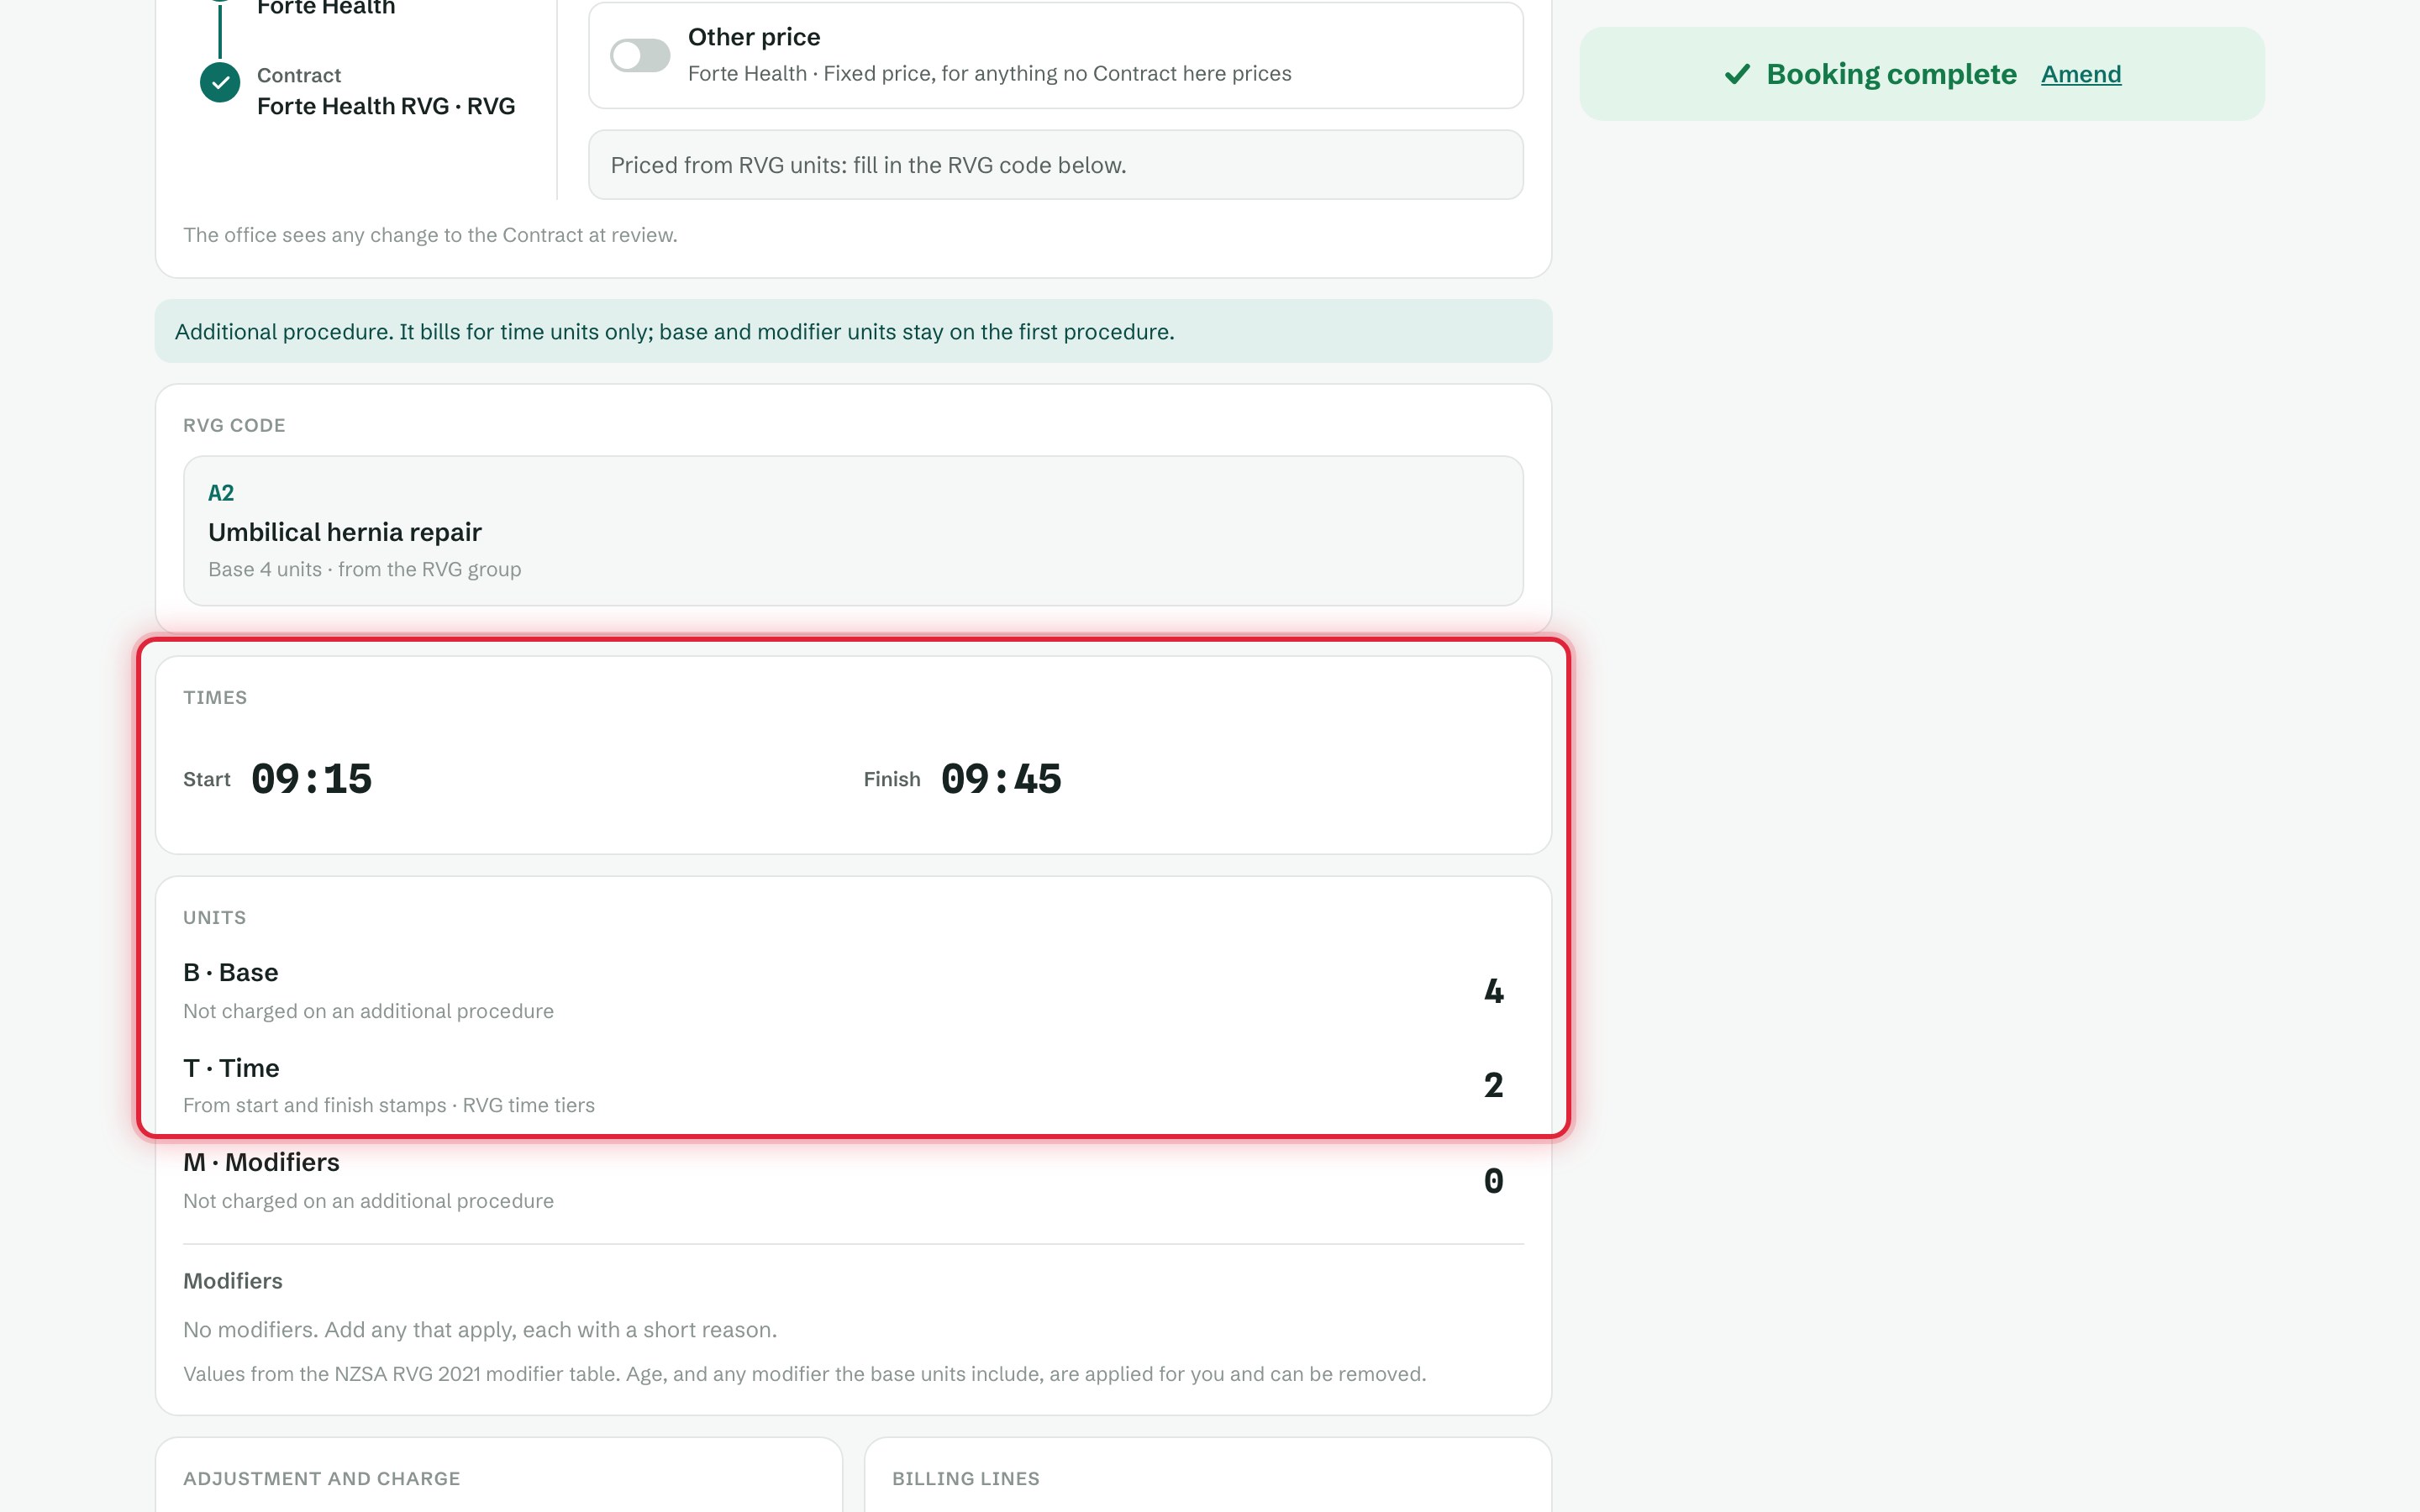 Forte Health
Contract
Forte Health RVG · RVG
Other price
Forte Health · Fixed price, for anything no Contract here prices
Priced from RVG units: fill in the RVG code below.
The office sees any change to the Contract at review.
Booking complete Amend
Additional procedure. It bills for time units only; base and modifier units stay on the first procedure.
RVG CODE
A2
Umbilical hernia repair
Base 4 units · from the RVG group
TIMES
Start 09:15 Finish 09:45
UNITS
B · Base
Not charged on an additional procedure
4
T · Time
From start and finish stamps · RVG time tiers
2
M · Modifiers
Not charged on an additional procedure
0
Modifiers
No modifiers. Add any that apply, each with a short reason.
Values from the NZSA RVG 2021 modifier table. Age, and any modifier the base units include, are applied for you and can be removed.
ADJUSTMENT AND CHARGE
BILLING LINES